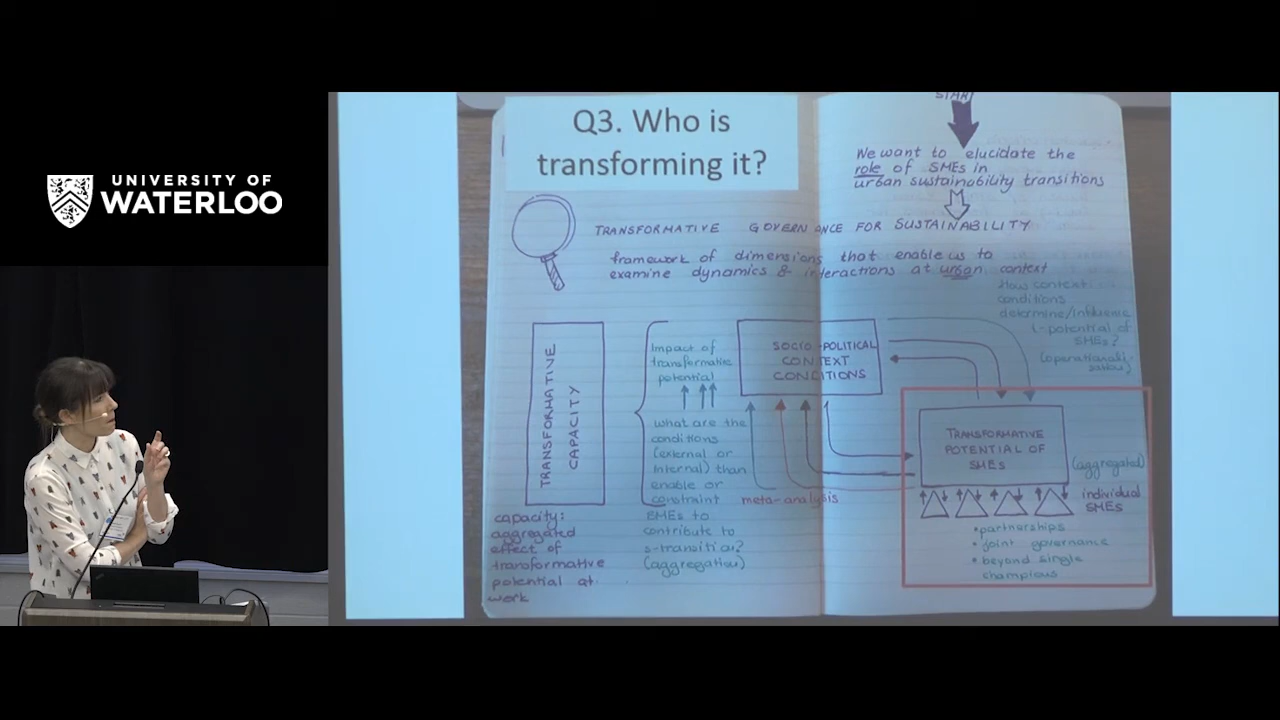 UNIVERSITY OF
WATERLOO
Q3. Who is
transforming it?
START
We want to elucidate the
role of SMEs in
urban sustainability transitions
TRANSFORMATIVE GOVERNANCE FOR SUSTAINABILITY
framework of dimensions that enable us to
examine dynamics & interactions at urban context
How context
conditions
determine/influence
t-potential of
SMEs?
(operationali-
sation)
TRANSFORMATIVE
CAPACITY
Impact of
transformative
potential
what are the
conditions
(external or
internal) than
enable or
constraint
SMEs to
contribute to
s-transition?
(aggregation)
SOCIO-POLITICAL
CONTEXT
CONDITIONS
meta-analysis
TRANSFORMATIVE
POTENTIAL OF
SMEs
(aggregated)
individual
SMEs
• partnerships
• joint governance
• beyond single
champions
capacity:
aggregated
effect of
transformative
potential at
work